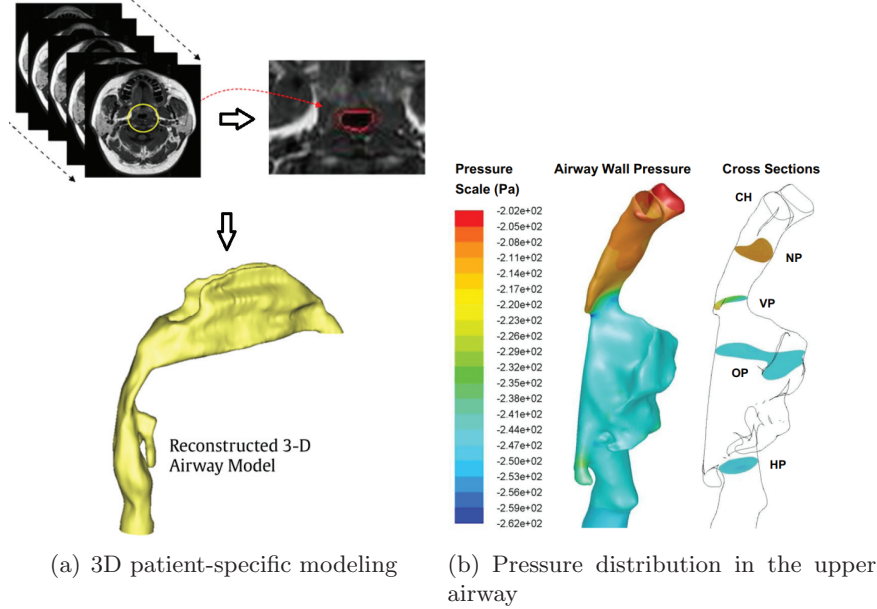 Reconstructed 3-D
Airway Model
(a) 3D patient-specific modeling
Pressure
Scale (Pa)
-2.02e+02
-2.05e+02
-2.08e+02
-2.11e+02
-2.14e+02
-2.17e+02
-2.20e+02
-2.23e+02
-2.26e+02
-2.29e+02
-2.32e+02
-2.35e+02
-2.38e+02
-2.41e+02
-2.44e+02
-2.47e+02
-2.50e+02
-2.53e+02
-2.56e+02
-2.59e+02
-2.62e+02
Airway Wall Pressure
Cross Sections
CH
NP
VP
OP
HP
(b) Pressure distribution in the upper
airway